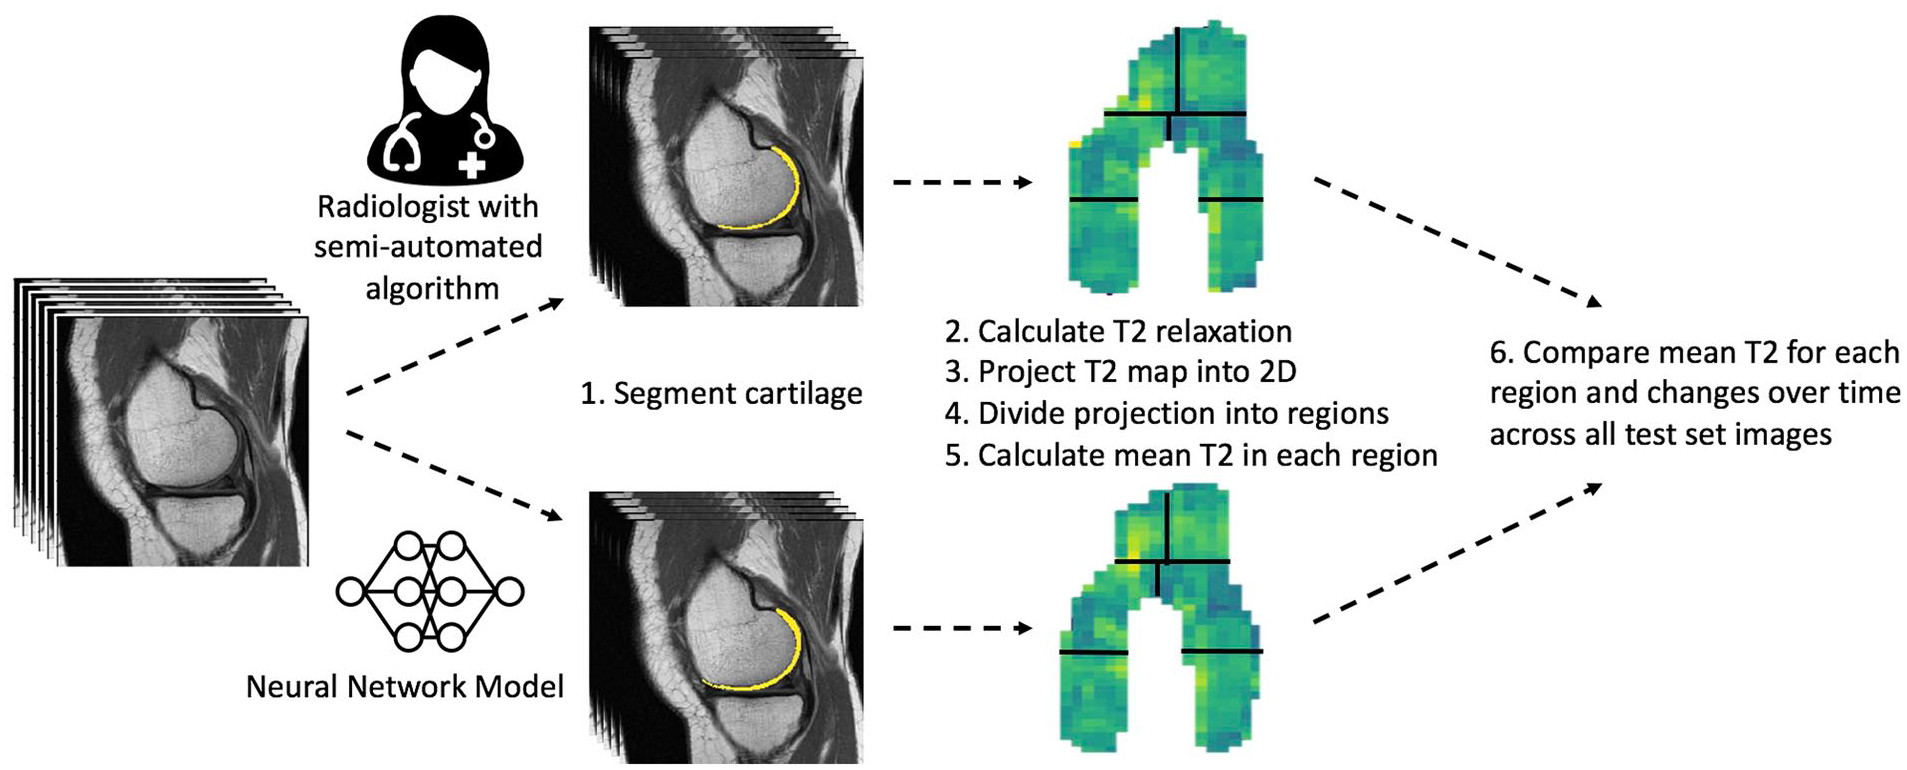 Radiologist with
semi-automated
algorithm
1. Segment cartilage
Neural Network Model
2. Calculate T2 relaxation
3. Project T2 map into 2D
4. Divide projection into regions
5. Calculate mean T2 in each region
6. Compare mean T2 for each
region and changes over time
across all test set images